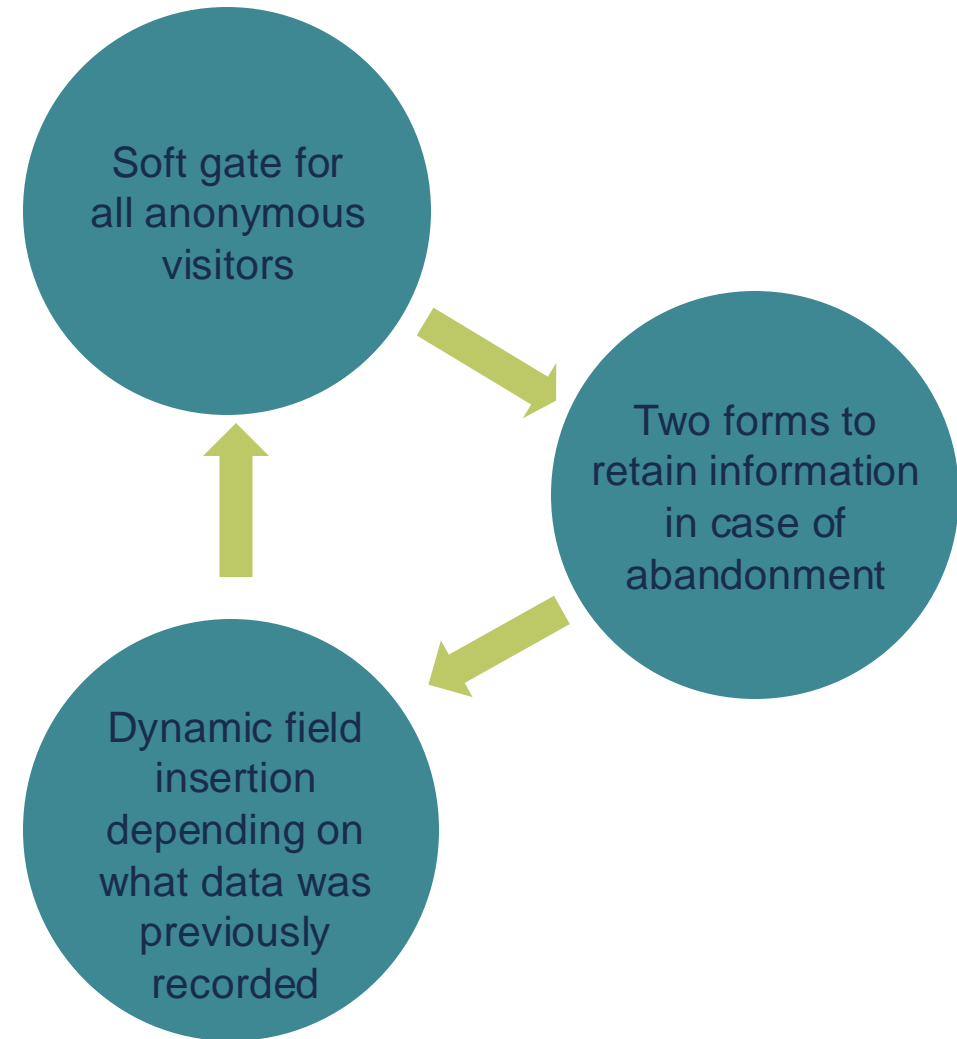 Soft gate for
all anonymous
visitors
Two forms to
retain information
in case of
abandonment
Dynamic field
insertion
depending on
what data was
previously
recorded